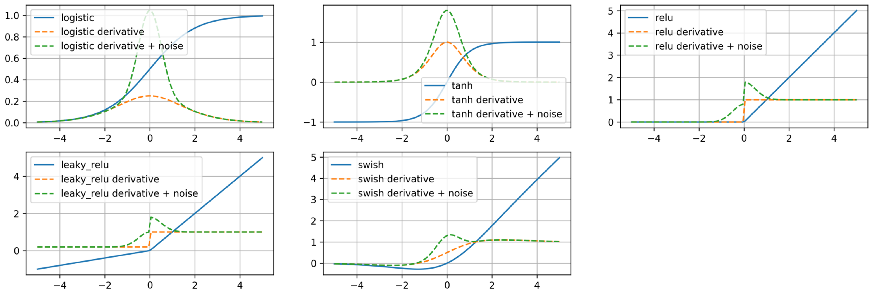 1.0
0.8
0.6
0.4
0.2
0.0
logistic
logistic derivative
logistic derivative + noise
−4 −2 0 2 4
1
0
−1
tanh
tanh derivative
tanh derivative + noise
−4 −2 0 2 4
5
4
3
2
1
0
relu
relu derivative
relu derivative + noise
−4 −2 0 2 4
4
2
0
leaky_relu
leaky_relu derivative
leaky_relu derivative + noise
−4 −2 0 2 4
5
4
3
2
1
0
swish
swish derivative
swish derivative + noise
−4 −2 0 2 4